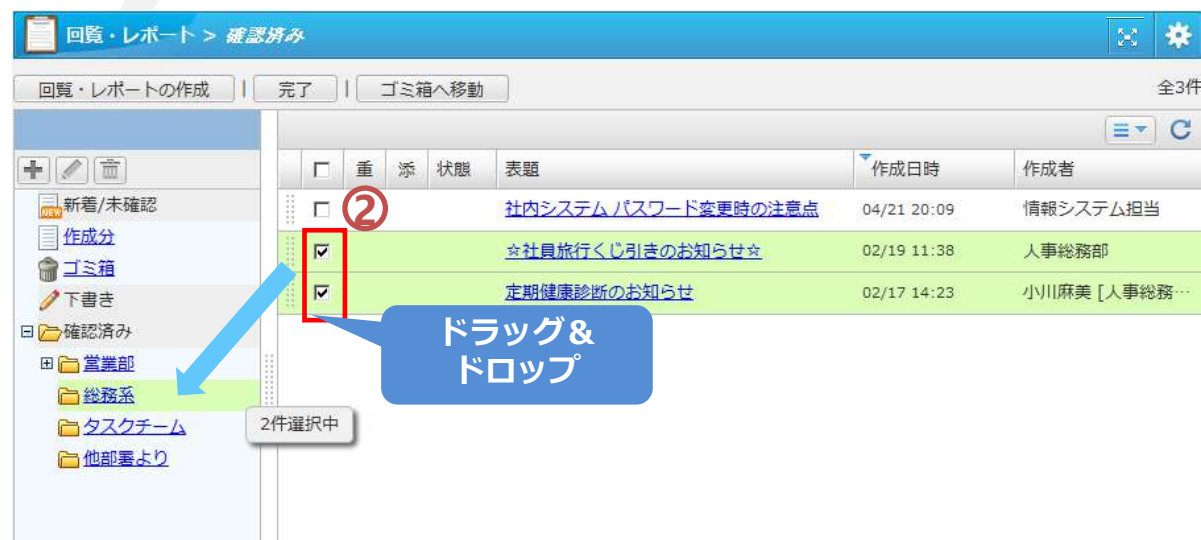 回覧・レポート > 確認済み
回覧・レポートの作成 | 完了 | ゴミ箱へ移動
全3件
重 添 状態 表題 作成日時 作成者
新着/未確認
NEW
作成分
ゴミ箱
下書き
確認済み
営業部
総務系
タスクチーム
他部署より
②
社内システム パスワード変更時の注意点 04/21 20:09 情報システム担当
☆社員旅行くじ引きのお知らせ☆ 02/19 11:38 人事総務部
定期健康診断のお知らせ 02/17 14:23 小川麻美 [人事総務…
ドラッグ&
ドロップ
2件選択中